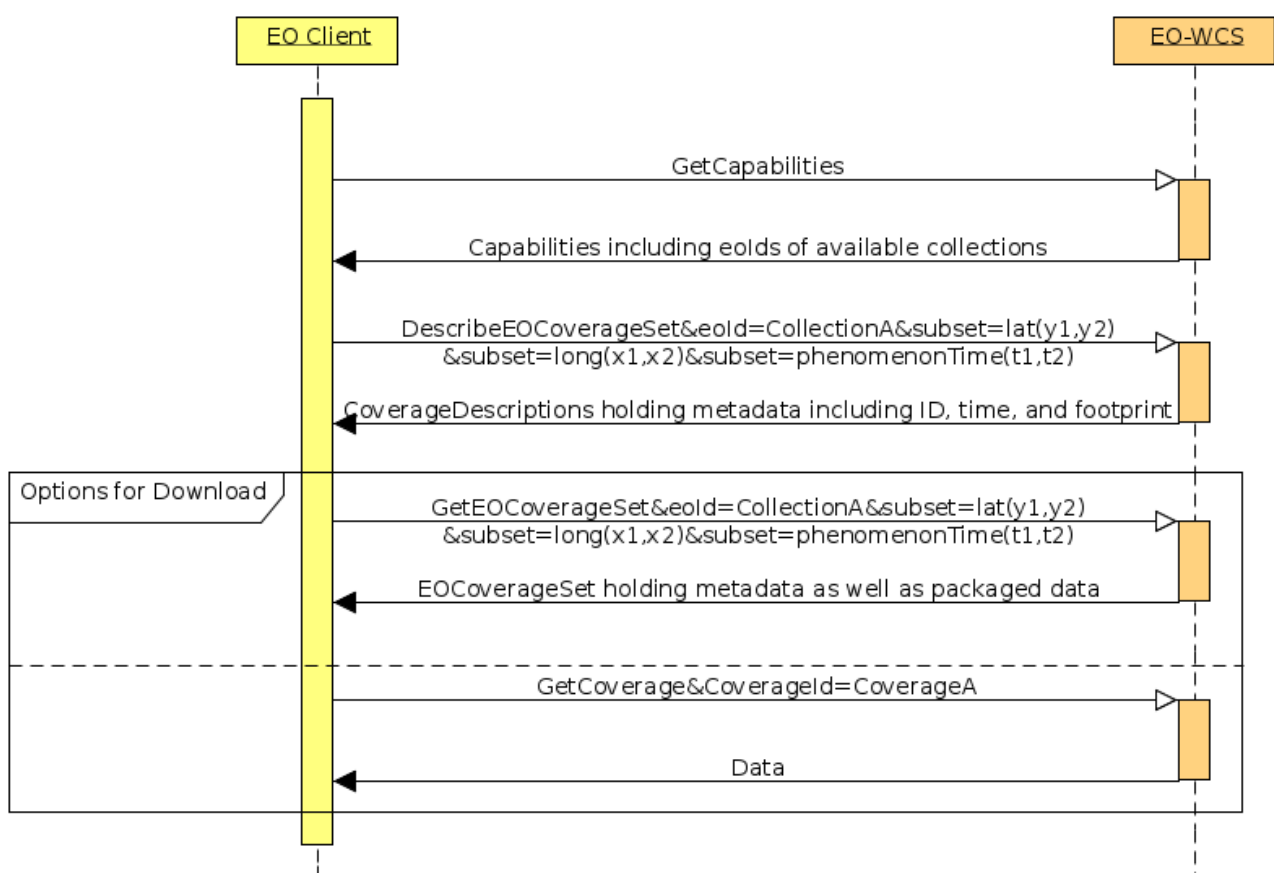 EO Client
EO-WCS
GetCapabilities
Capabilities including eoIds of available collections
DescribeEOCoverageSet&eoId=CollectionA&subset=lat(y1,y2)
&subset=long(x1,x2)&subset=phenomenonTime(t1,t2)
CoverageDescriptions holding metadata including ID, time, and footprint
Options for Download
GetEOCoverageSet&eoId=CollectionA&subset=lat(y1,y2)
&subset=long(x1,x2)&subset=phenomenonTime(t1,t2)
EOCoverageSet holding metadata as well as packaged data
GetCoverage&CoverageId=CoverageA
Data